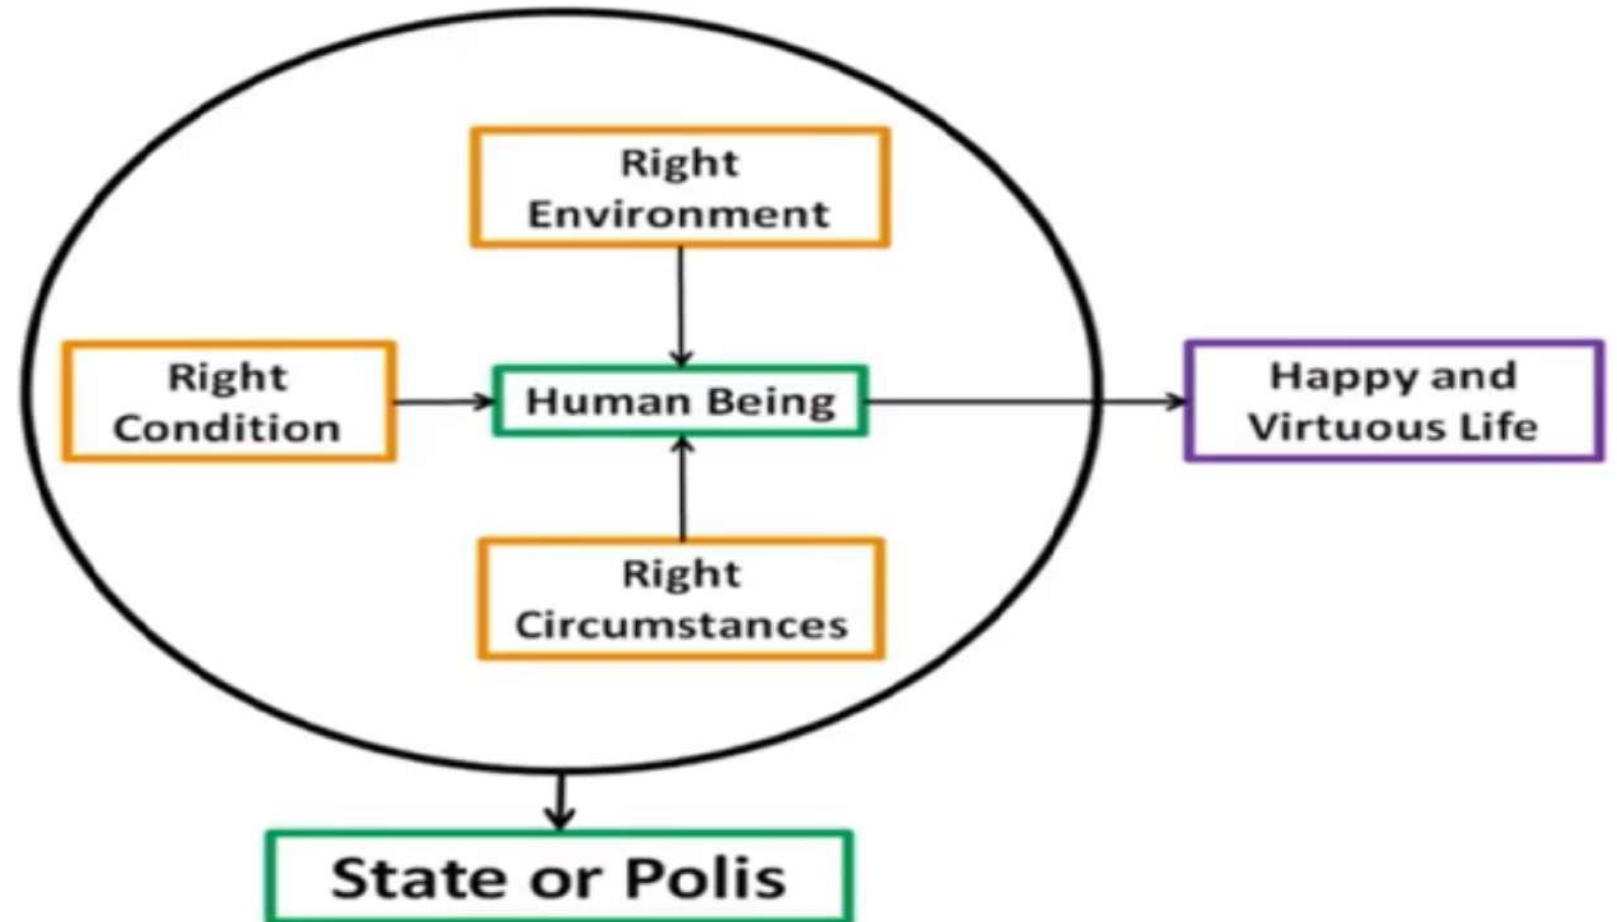 Right
Environment
Right
Condition
Human Being
Happy and
Virtuous Life
Right
Circumstances
State or Polis